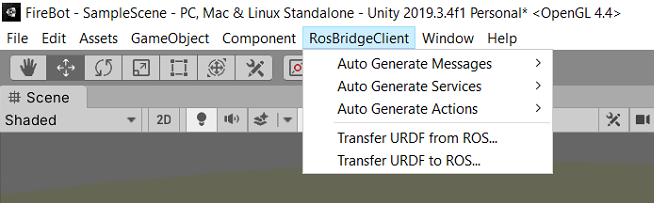 FireBot - SampleScene - PC, Mac & Linux Standalone - Unity 2019.3.4f1 Personal* <OpenGL 4.4>
File Edit Assets GameObject Component RosBridgeClient Window Help
Auto Generate Messages
Auto Generate Services
Auto Generate Actions
Transfer URDF from ROS...
Transfer URDF to ROS...
Scene
Shaded 2D